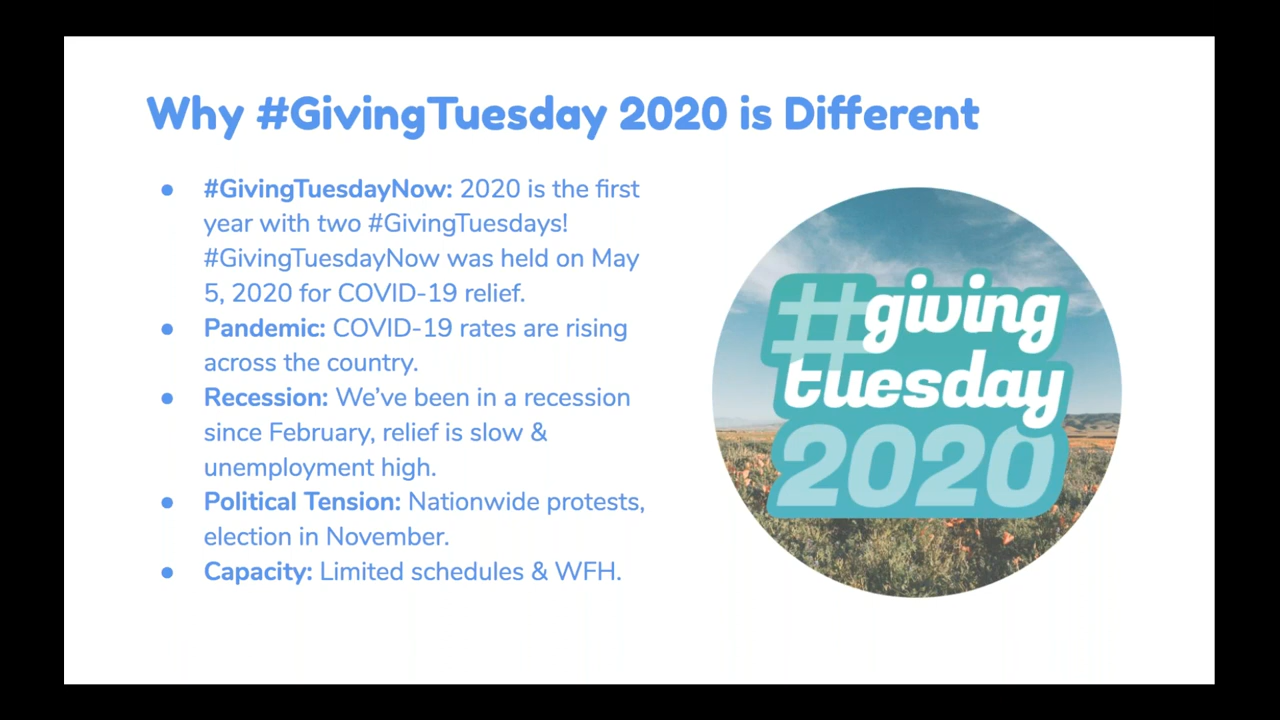 Why #GivingTuesday 2020 is Different
● #GivingTuesdayNow: 2020 is the first
year with two #GivingTuesdays!
#GivingTuesdayNow was held on May
5, 2020 for COVID-19 relief.
● Pandemic: COVID-19 rates are rising
across the country.
● Recession: We’ve been in a recession
since February, relief is slow &
unemployment high.
● Political Tension: Nationwide protests,
election in November.
● Capacity: Limited schedules & WFH.
#giving
tuesday
2020